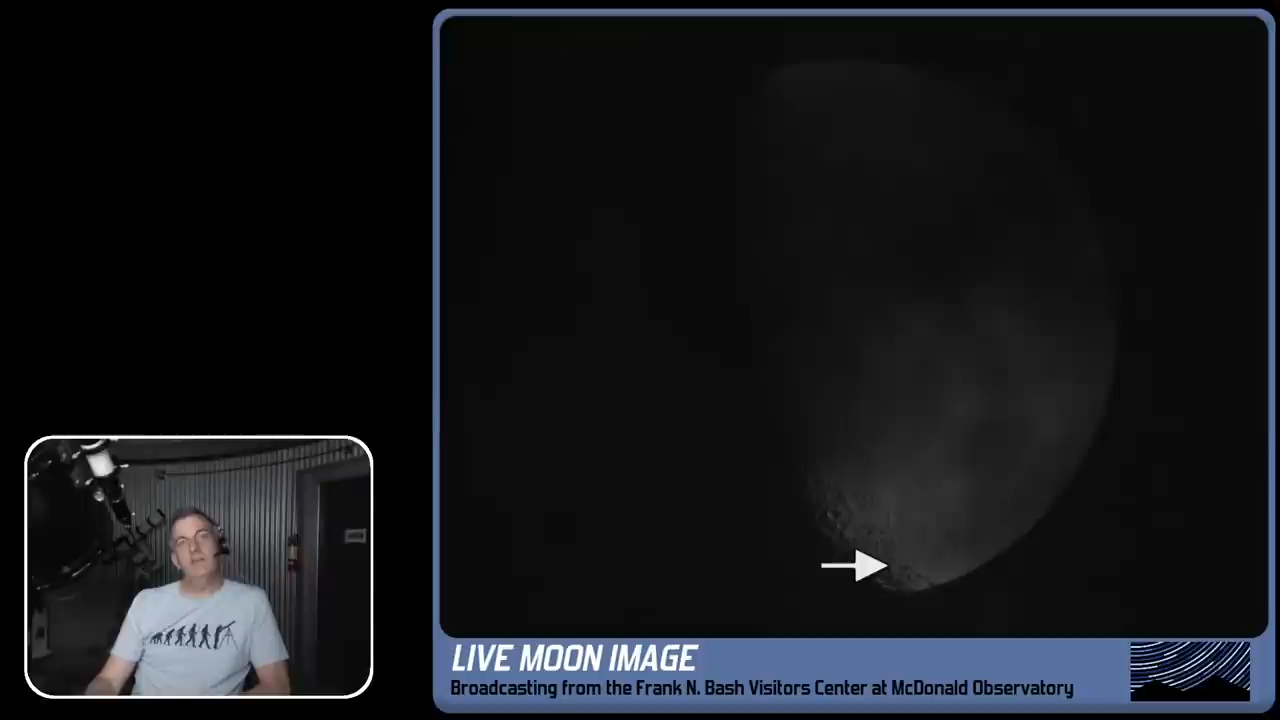 LIVE MOON IMAGE
Broadcasting from the Frank N. Bash Visitors Center at McDonald Observatory